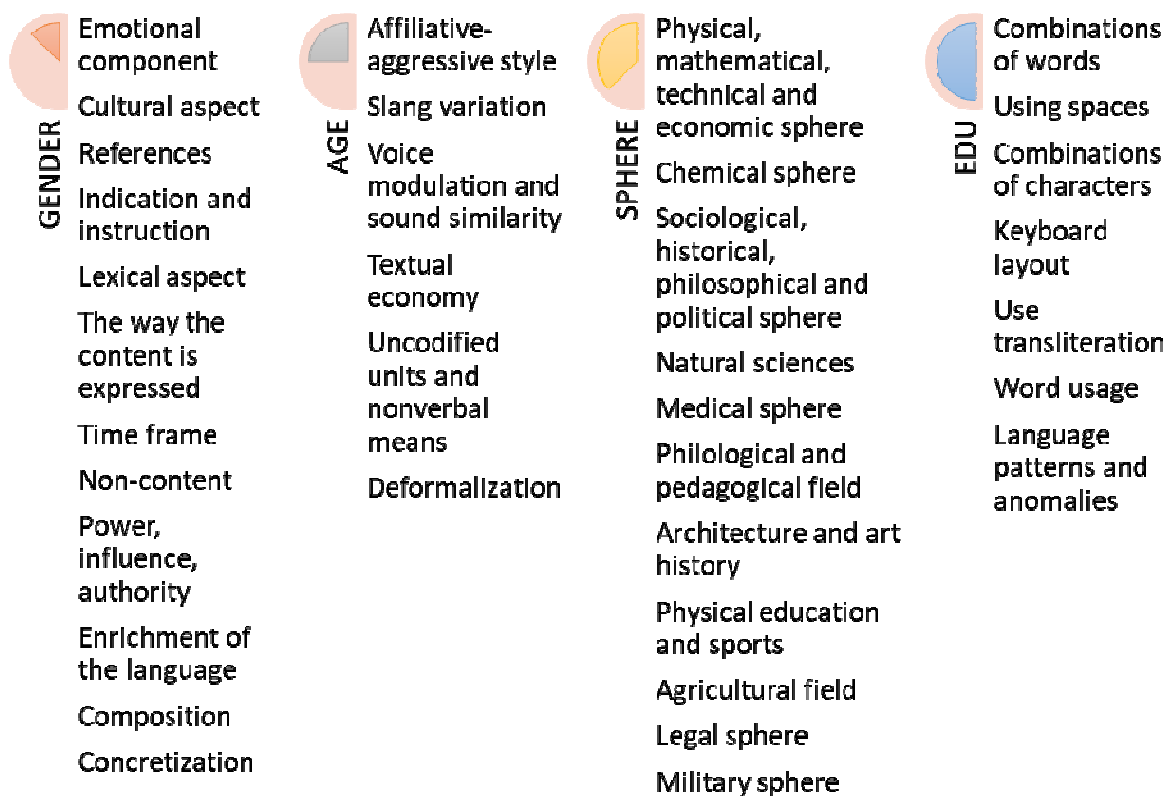 GENDER
Emotional
component
Cultural aspect
References
Indication and
instruction
Lexical aspect
The way the
content is
expressed
Time frame
Non-content
Power,
influence,
authority
Enrichment of
the language
Composition
Concretization
AGE
Affiliative-
aggressive style
Slang variation
Voice
modulation and
sound similarity
Textual
economy
Uncodified
units and
nonverbal
means
Deformalization
SPHERE
Physical,
mathematical,
technical and
economic sphere
Chemical sphere
Sociological,
historical,
philosophical and
political sphere
Natural sciences
Medical sphere
Philological and
pedagogical field
Architecture and art
history
Physical education
and sports
Agricultural field
Legal sphere
Military sphere
EDU
Combinations
of words
Using spaces
Combinations
of characters
Keyboard
layout
Use
transliteration
Word usage
Language
patterns and
anomalies